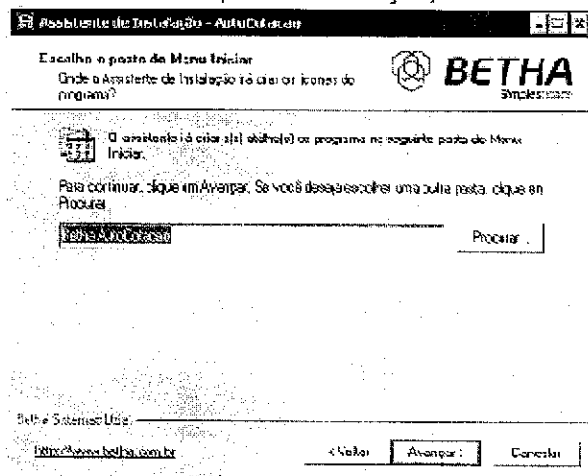 Assistente de Instalação - AutoCotacao
Escolha a pasta do Menu Iniciar
Onde o Assistente de Instalação irá criar os ícones do
programa?
BETHA
O assistente irá criar o(s) atalho(s) do programa na seguinte pasta do Menu
Iniciar.
Para continuar, clique em Avançar. Se você deseja escolher uma outra pasta, clique em
Procurar.
Betha AutoCotacao
Procurar...
Betha Sistemas Ltda.
http://www.betha.com.br
< Voltar
Avançar >
Cancelar